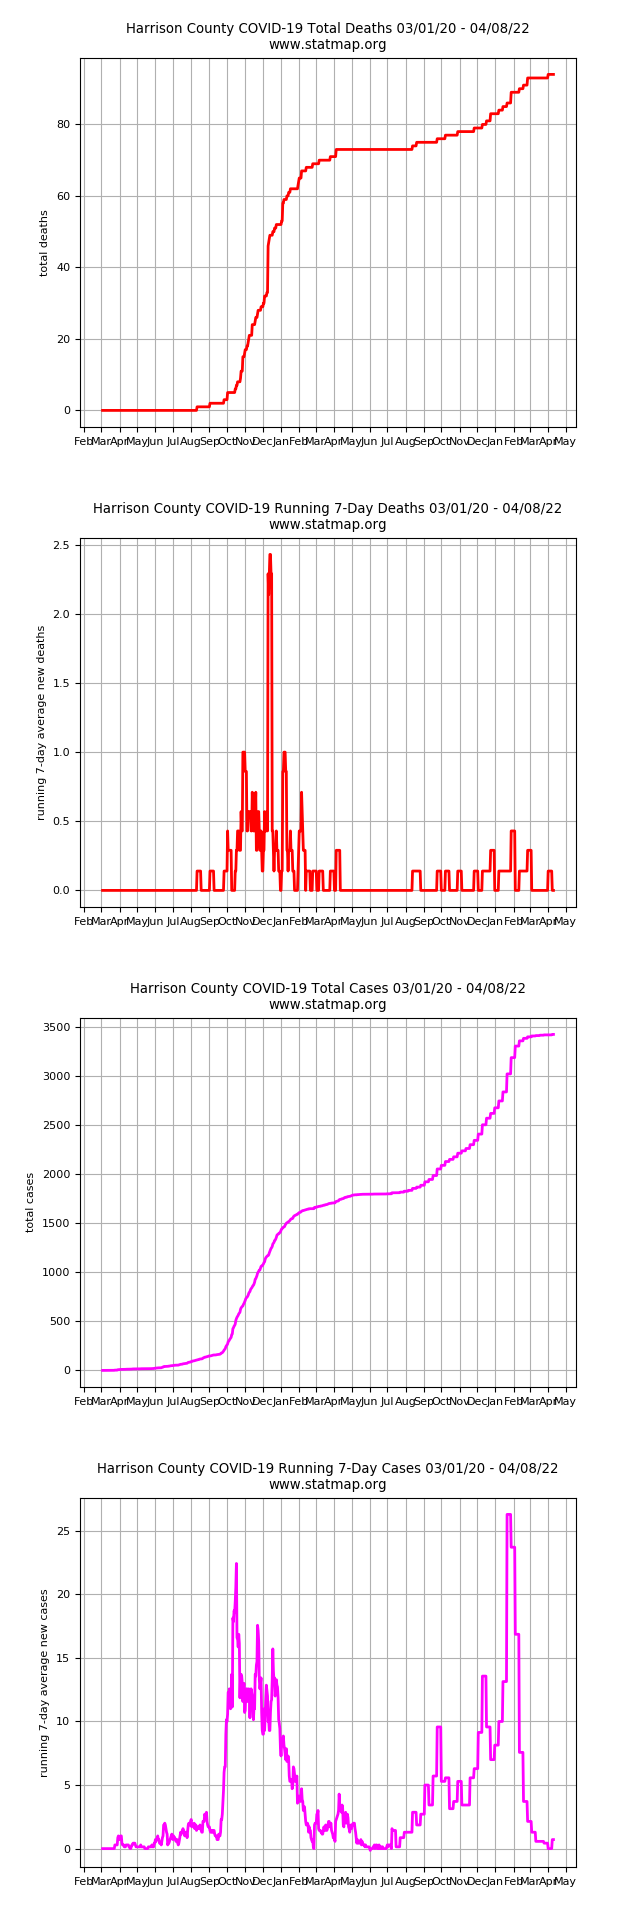 Harrison County COVID-19 Total Deaths 03/01/20 - 04/08/22
www.statmap.org
total deaths
80
60
40
20
0
Feb Mar Apr May Jun Jul Aug Sep Oct Nov Dec Jan Feb Mar Apr May Jun Jul Aug Sep Oct Nov Dec Jan Feb Mar Apr May
Harrison County COVID-19 Running 7-Day Deaths 03/01/20 - 04/08/22
www.statmap.org
running 7-day average new deaths
2.5
2.0
1.5
1.0
0.5
0.0
Feb Mar Apr May Jun Jul Aug Sep Oct Nov Dec Jan Feb Mar Apr May Jun Jul Aug Sep Oct Nov Dec Jan Feb Mar Apr May
Harrison County COVID-19 Total Cases 03/01/20 - 04/08/22
www.statmap.org
total cases
3500
3000
2500
2000
1500
1000
500
0
Feb Mar Apr May Jun Jul Aug Sep Oct Nov Dec Jan Feb Mar Apr May Jun Jul Aug Sep Oct Nov Dec Jan Feb Mar Apr May
Harrison County COVID-19 Running 7-Day Cases 03/01/20 - 04/08/22
www.statmap.org
running 7-day average new cases
25
20
15
10
5
0
Feb Mar Apr May Jun Jul Aug Sep Oct Nov Dec Jan Feb Mar Apr May Jun Jul Aug Sep Oct Nov Dec Jan Feb Mar Apr May